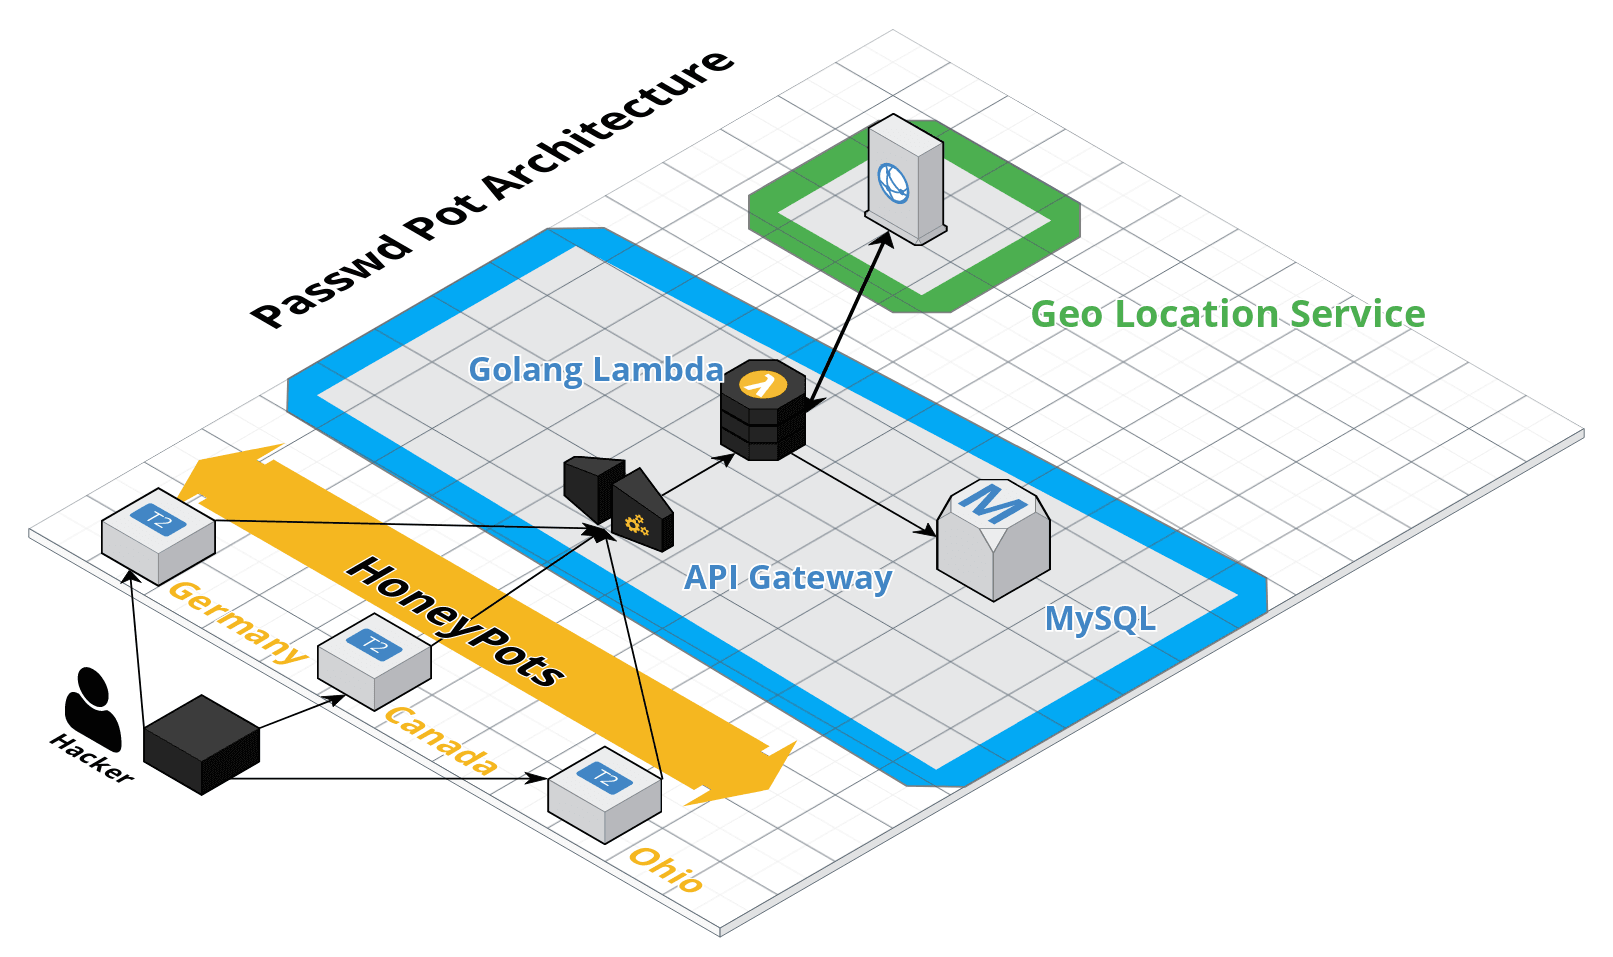 Passwd Pot Architecture
Geo Location Service
Golang Lambda
λ
API Gateway
M
MySQL
HoneyPots
T2
Germany
T2
Canada
T2
Ohio
Hacker